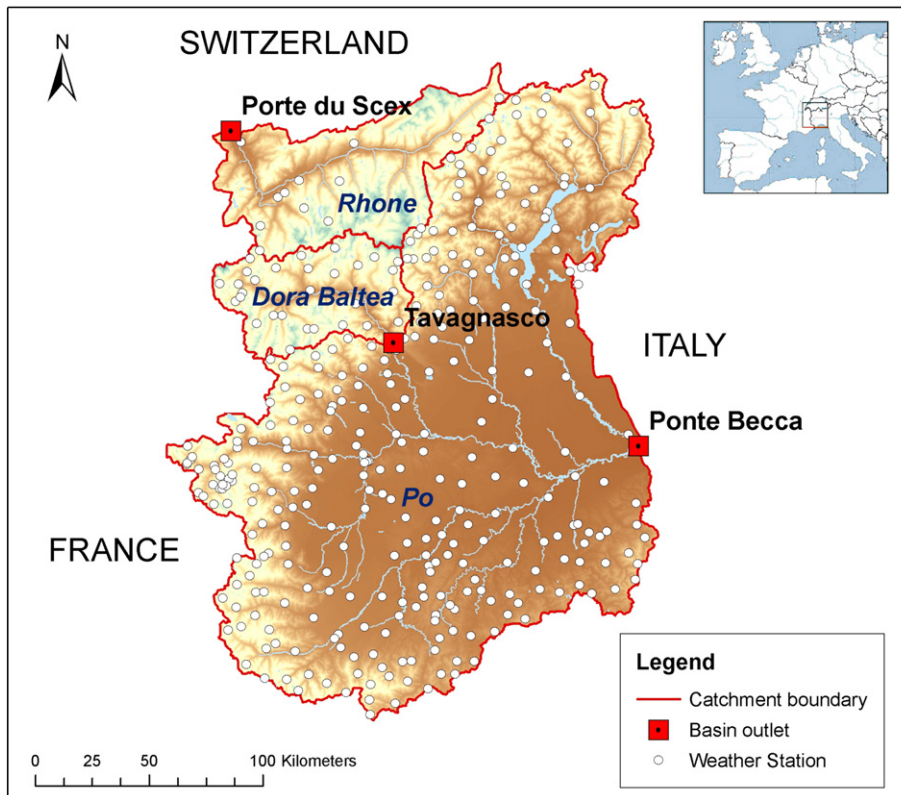 SWITZERLAND
N
Porte du Scex
Rhone
Dora Baltea
Tavagnasco
ITALY
Ponte Becca
Po
FRANCE
Legend
Catchment boundary
Basin outlet
Weather Station
0 25 50 100 Kilometers